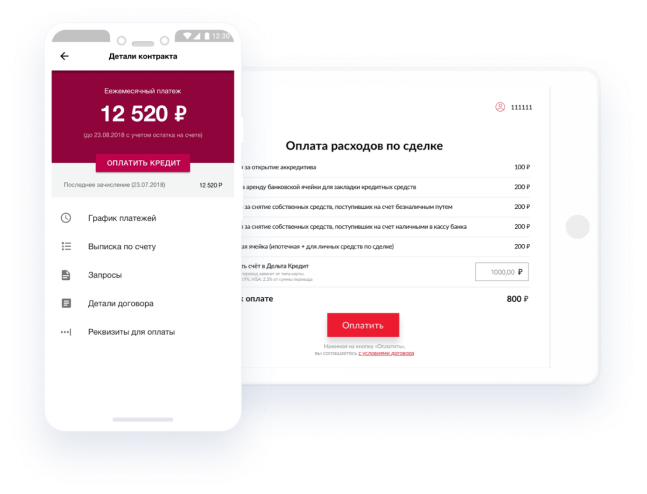 12:30
Детали контракта
Еежемесячный платеж
12 520 ₽
(до 23.08.2018 с учетом остатка на счете)
ОПЛАТИТЬ КРЕДИТ
Последнее зачисление (23.07.2018) 12 520 ₽
График платежей
Выписка по счету
Запросы
Детали договора
Реквизиты для оплаты
111111
Оплата расходов по сделке
за открытие аккредитива 100 ₽
аренду банковской ячейки для закладки кредитных средств 200 ₽
за снятие собственных средств, поступивших на счет безналичным путем 200 ₽
за снятие собственных средств, поступивших на счет наличными в кассу банка 200 ₽
ячейка (ипотечная + для личных средств по сделке) 200 ₽
счёт в Дельта Кредит
1000,00 ₽
к оплате 800 ₽
Оплатить
Нажимая на кнопку «Оплатить»,
вы соглашаетесь с условиями договора